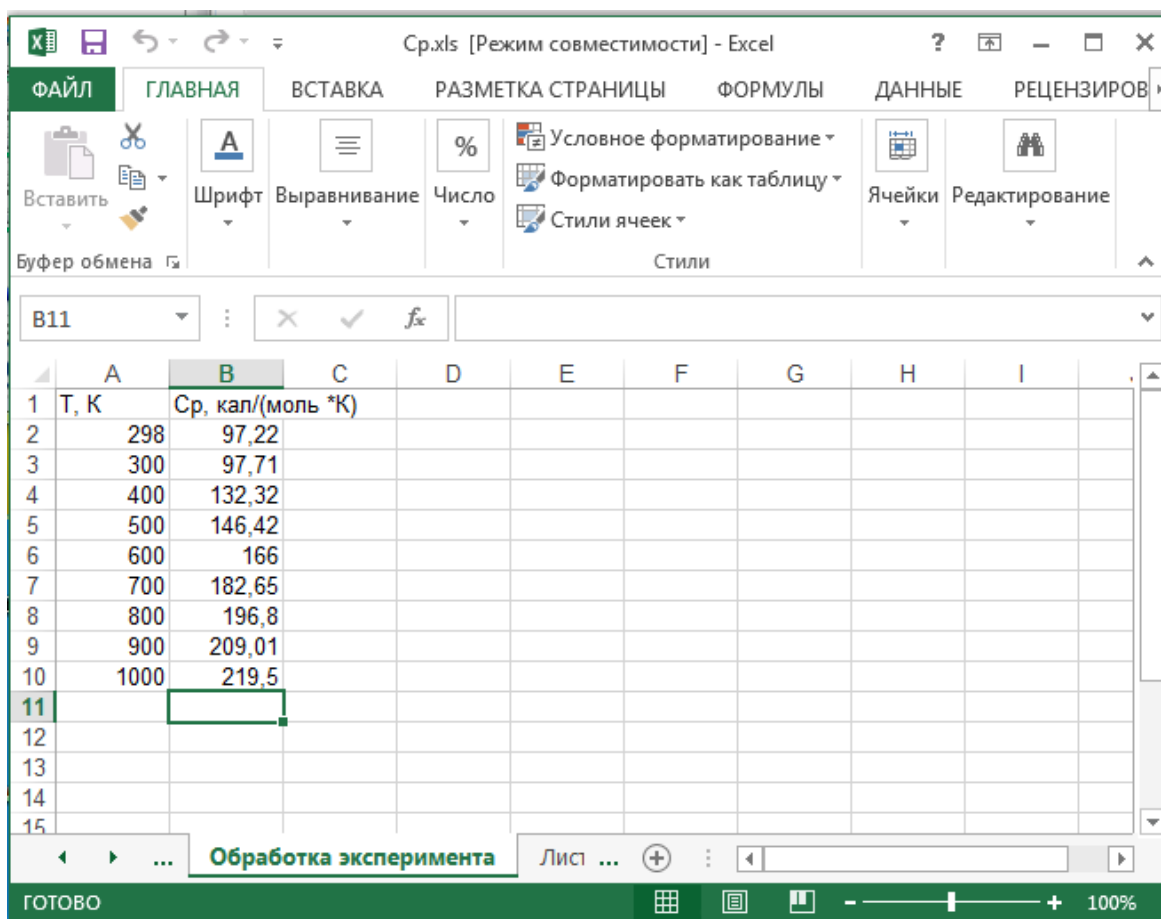 Cp.xls [Режим совместимости] - Excel ?
ФАЙЛ ГЛАВНАЯ ВСТАВКА РАЗМЕТКА СТРАНИЦЫ ФОРМУЛЫ ДАННЫЕ РЕЦЕНЗИРОВ
Вставить Шрифт Выравнивание Число Условное форматирование Форматировать как таблицу Стили ячеек Ячейки Редактирование
Буфер обмена Стили
B11 fx
A B C D E F G H I
1 T, K Cp, кал/(моль *K)
2 298 97,22
3 300 97,71
4 400 132,32
5 500 146,42
6 600 166
7 700 182,65
8 800 196,8
9 900 209,01
10 1000 219,5
11
12
13
14
15
... Обработка эксперимента Лист ...
ГОТОВО 100%